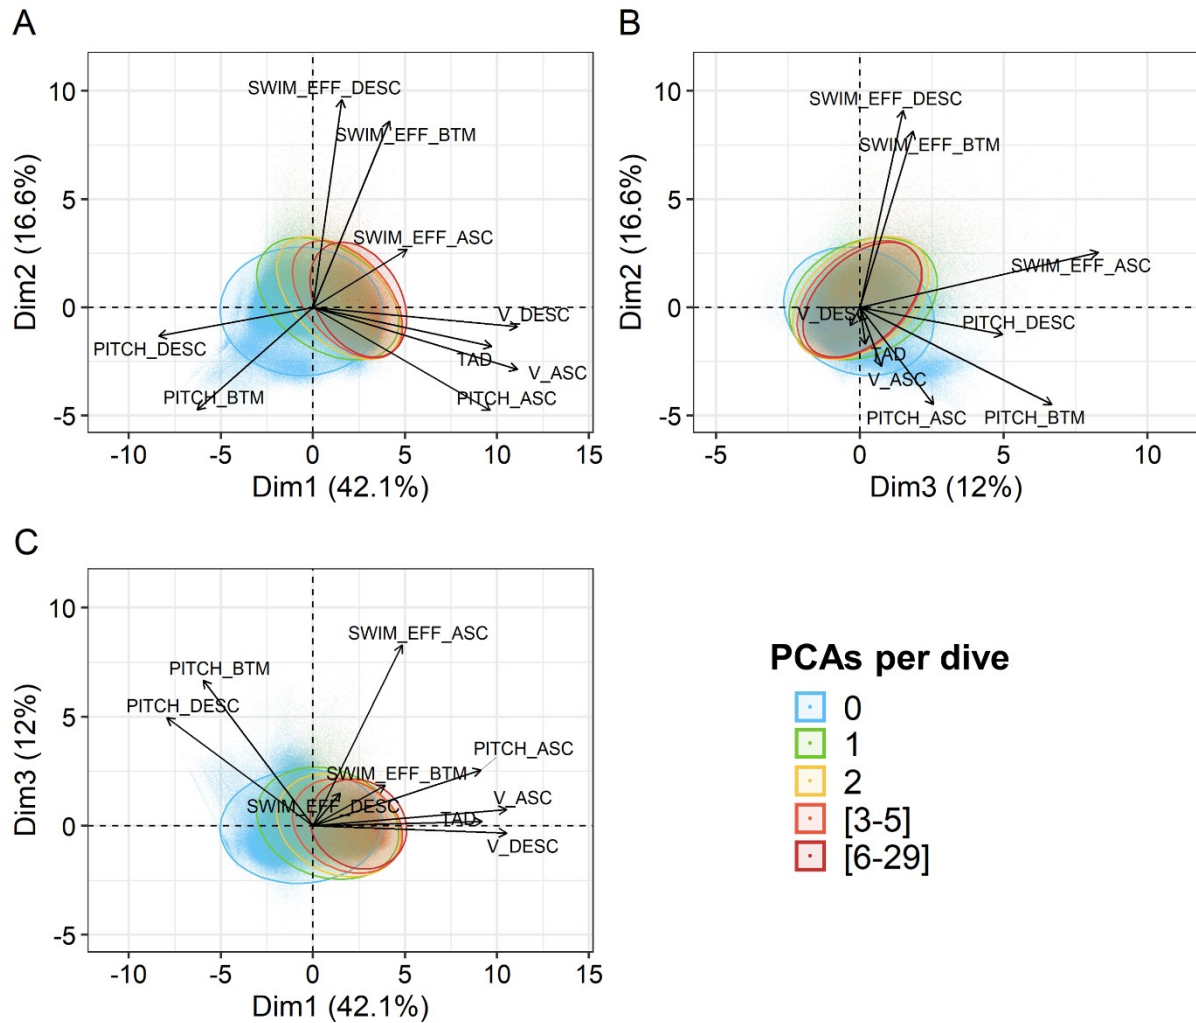 A
SWIM_EFF_DESC
SWIM_EFF_BTM
SWIM_EFF_ASC
V_DESC
PITCH_DESC
TAD
V_ASC
PITCH_BTM
PITCH_ASC
10
5
0
-5
Dim2 (16.6%)
-10 -5 0 5 10 15
Dim1 (42.1%)
B
SWIM_EFF_DESC
SWIM_EFF_BTM
SWIM_EFF_ASC
V_DESC
PITCH_DESC
TAD
V_ASC
PITCH_ASC
PITCH_BTM
10
5
0
-5
Dim2 (16.6%)
-5 0 5 10
Dim3 (12%)
C
SWIM_EFF_ASC
PITCH_BTM
PITCH_DESC
PITCH_ASC
SWIM_EFF_BTM
V_ASC
SWIM_EFF_DESC
TAD
V_DESC
10
5
0
-5
Dim3 (12%)
-10 -5 0 5 10 15
Dim1 (42.1%)
PCAs per dive
0
1
2
[3-5]
[6-29]